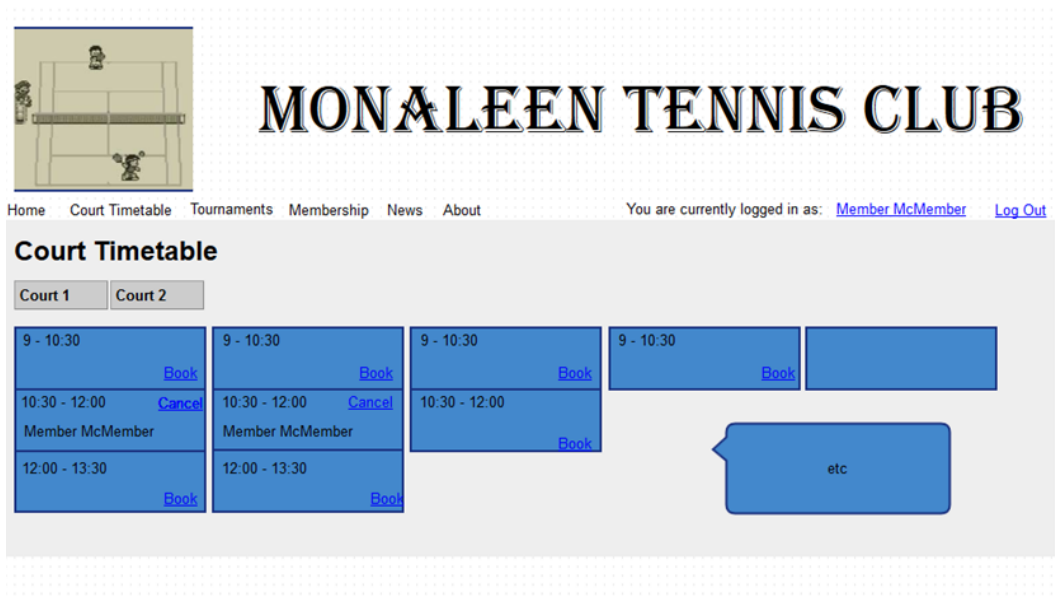 MONALEEN TENNIS CLUB
Home Court Timetable Tournaments Membership News About You are currently logged in as: Member McMember Log Out
Court Timetable
Court 1 Court 2
9 - 10:30 9 - 10:30 9 - 10:30 9 - 10:30
Book Book Book Book
10:30 - 12:00 Cancel 10:30 - 12:00 Cancel 10:30 - 12:00
Member McMember Member McMember
Book
12:00 - 13:30 12:00 - 13:30 etc
Book Book